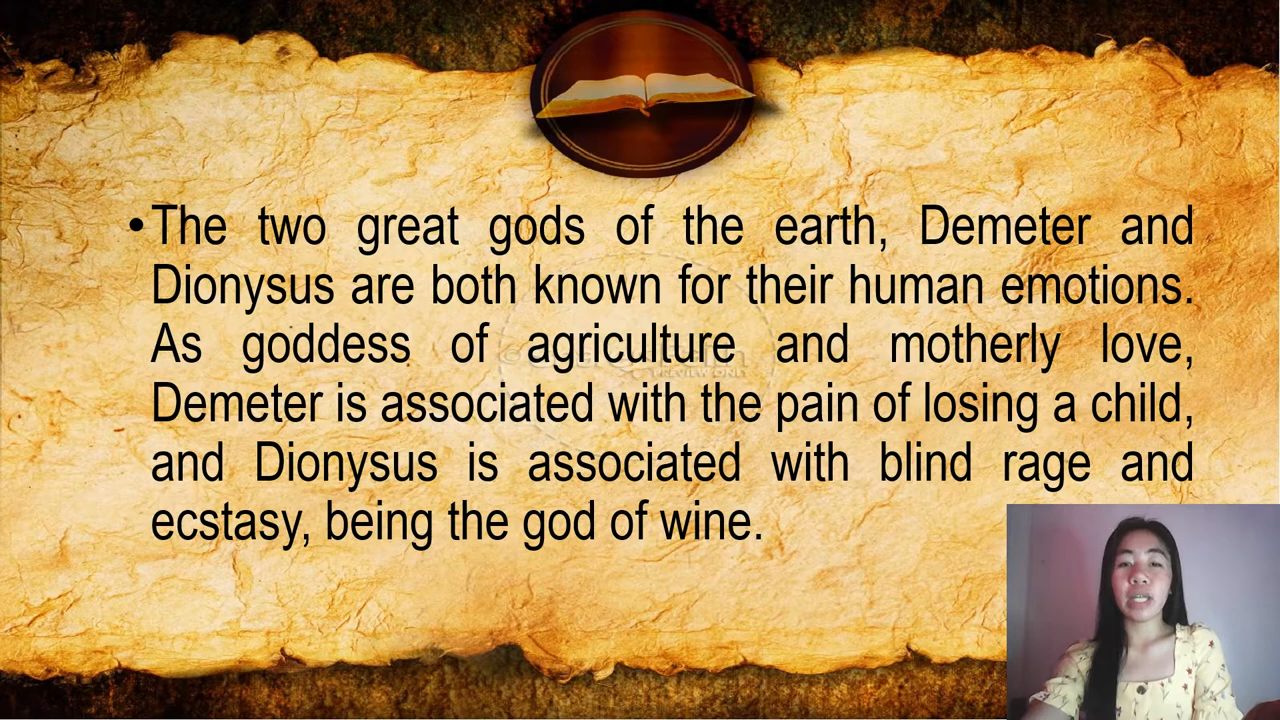 •The two great gods of the earth, Demeter and
Dionysus are both known for their human emotions.
As goddess of agriculture and motherly love,
Demeter is associated with the pain of losing a child,
and Dionysus is associated with blind rage and
ecstasy, being the god of wine.
PREVIEW ONLY